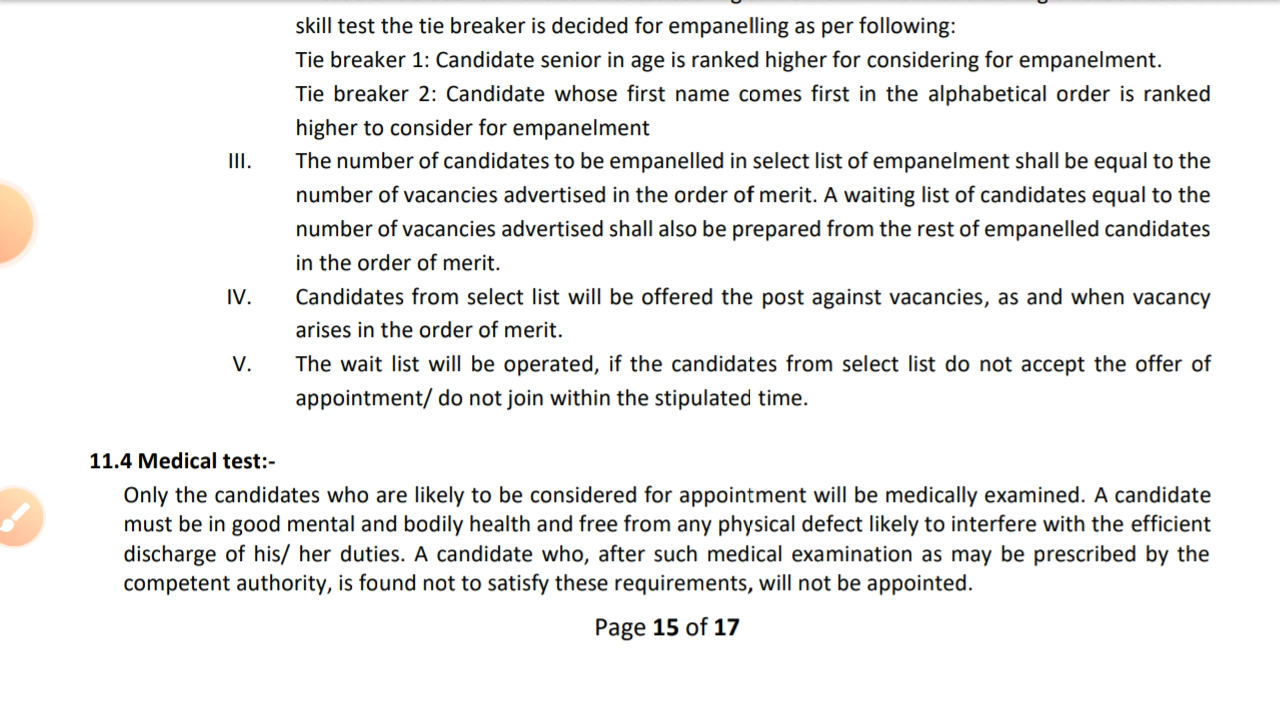 skill test the tie breaker is decided for empanelling as per following:
Tie breaker 1: Candidate senior in age is ranked higher for considering for empanelment.
Tie breaker 2: Candidate whose first name comes first in the alphabetical order is ranked
higher to consider for empanelment
III. The number of candidates to be empanelled in select list of empanelment shall be equal to the
number of vacancies advertised in the order of merit. A waiting list of candidates equal to the
number of vacancies advertised shall also be prepared from the rest of empanelled candidates
in the order of merit.
IV. Candidates from select list will be offered the post against vacancies, as and when vacancy
arises in the order of merit.
V. The wait list will be operated, if the candidates from select list do not accept the offer of
appointment/ do not join within the stipulated time.
11.4 Medical test:-
Only the candidates who are likely to be considered for appointment will be medically examined. A candidate
must be in good mental and bodily health and free from any physical defect likely to interfere with the efficient
discharge of his/ her duties. A candidate who, after such medical examination as may be prescribed by the
competent authority, is found not to satisfy these requirements, will not be appointed.
Page 15 of 17